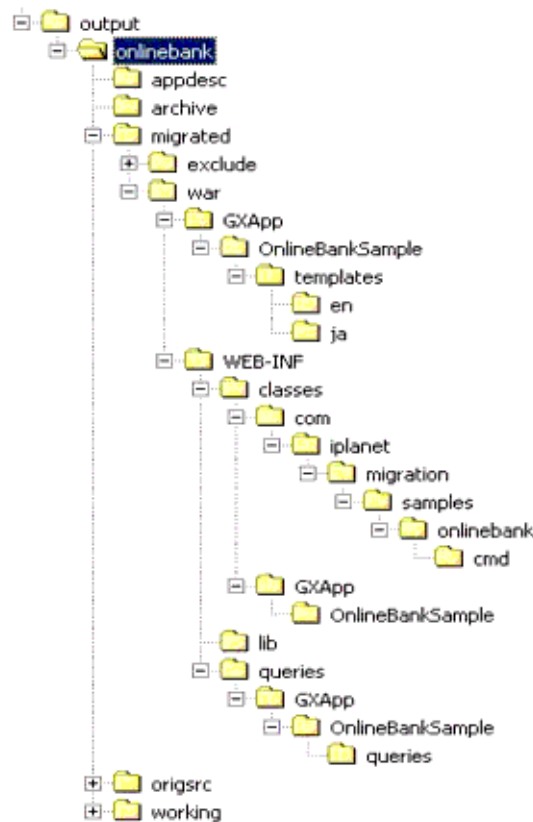 output
onlinebank
appdesc
archive
migrated
exclude
war
GXApp
OnlineBankSample
templates
en
ja
WEB-INF
classes
com
iplanet
migration
samples
onlinebank
cmd
GXApp
OnlineBankSample
lib
queries
GXApp
OnlineBankSample
queries
origsrc
working